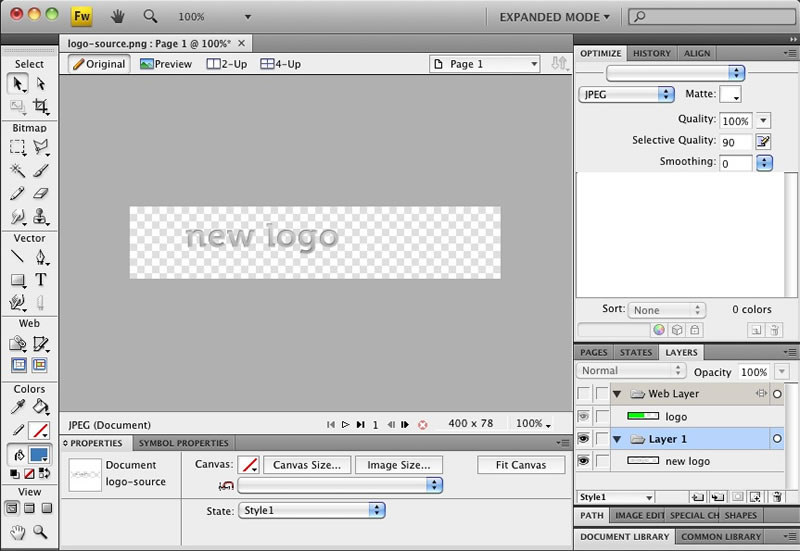 Fw 100% EXPANDED MODE
logo-source.png : Page 1 @ 100%*
Original Preview 2-Up 4-Up Page 1
Select
Bitmap
Vector
T
Web
Colors
View
new logo
JPEG (Document) 1 400 x 78 100%
PROPERTIES SYMBOL PROPERTIES
Document
logo-source
Canvas: Canvas Size... Image Size... Fit Canvas
State: Style1
OPTIMIZE HISTORY ALIGN
JPEG Matte:
Quality: 100%
Selective Quality: 90
Smoothing: 0
Sort: None 0 colors
PAGES STATES LAYERS
Normal Opacity 100%
Web Layer
logo
Layer 1
new logo
Style1
PATH IMAGE EDIT SPECIAL CH SHAPES
DOCUMENT LIBRARY COMMON LIBRARY